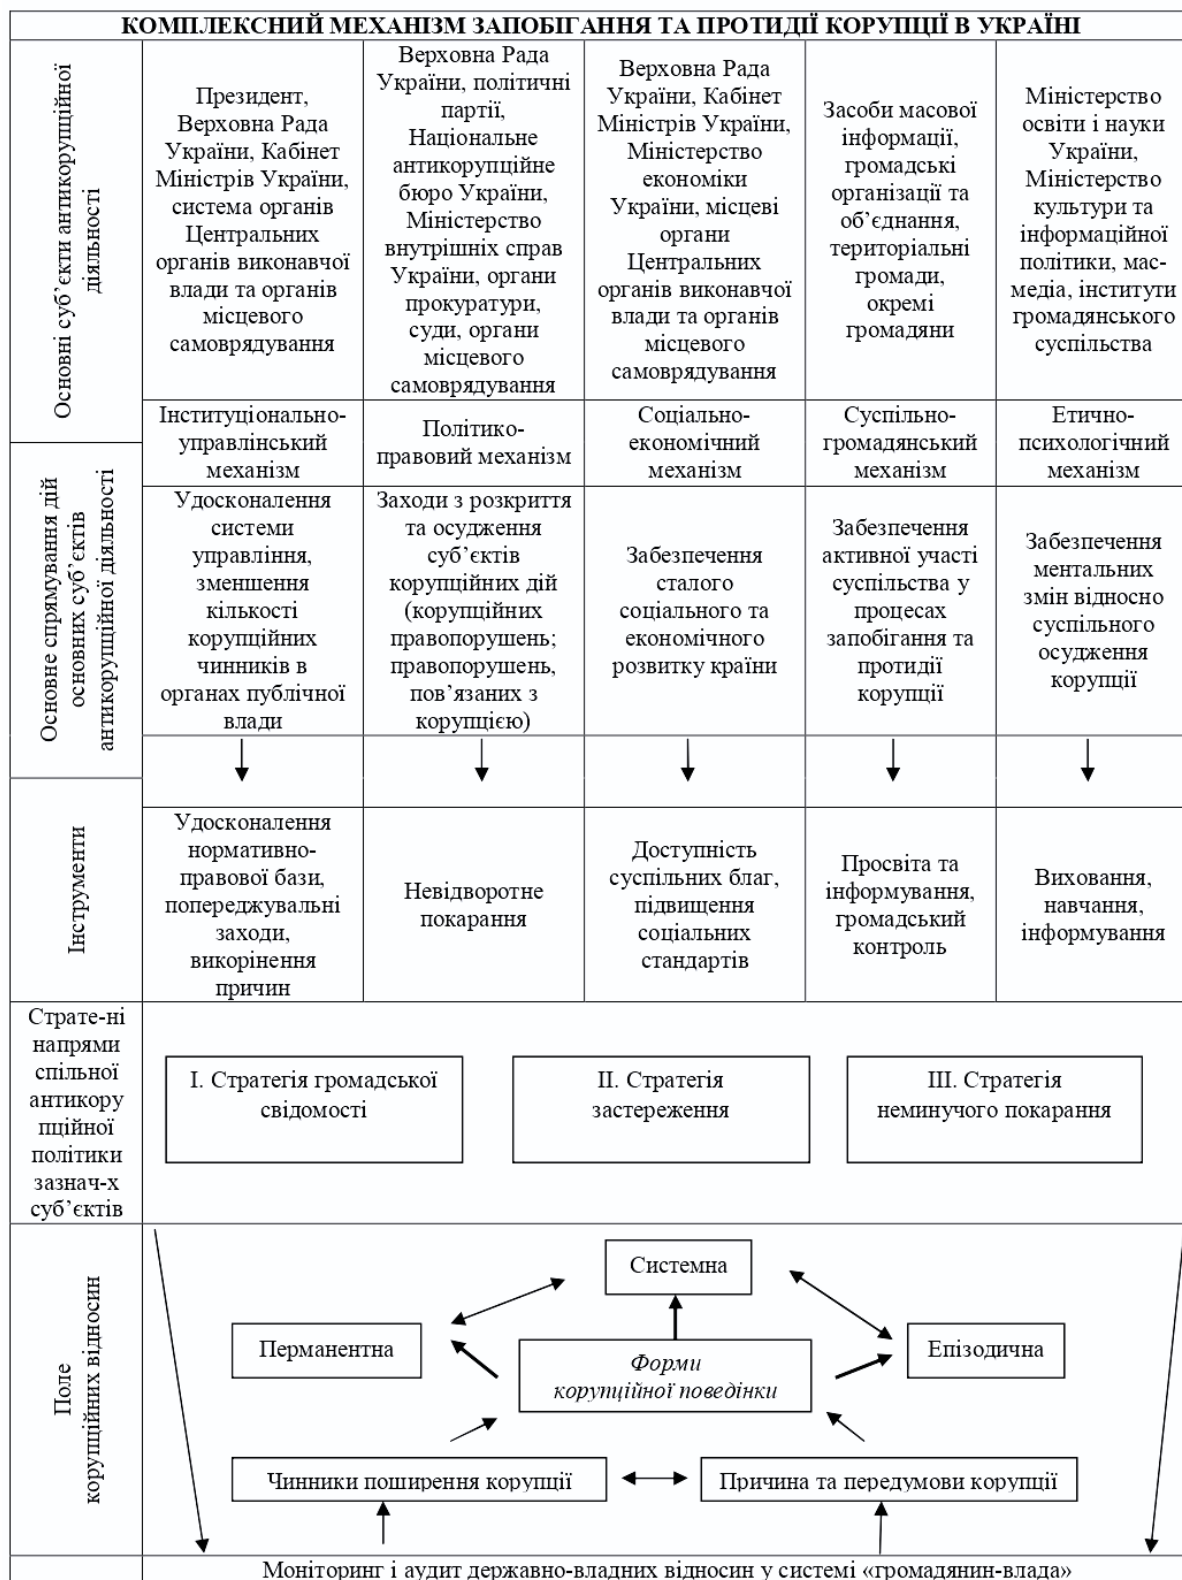 КОМПЛЕКСНИЙ МЕХАНІЗМ ЗАПОБІГАННЯ ТА ПРОТИДІЇ КОРУПЦІЇ В УКРАЇНІ
Основні суб’єкти антикорупційної
діяльності
Президент,
Верховна Рада
України, Кабінет
Міністрів України,
система органів
Центральних
органів виконавчої
влади та органів
місцевого
самоврядування
Верховна Рада
України, політичні
партії,
Національне
антикорупційне
бюро України,
Міністерство
внутрішніх справ
України, органи
прокуратури,
суди, органи
місцевого
самоврядування
Верховна Рада
України, Кабінет
Міністрів України,
Міністерство
економіки
України, місцеві
органи
Центральних
органів виконавчої
влади та органів
місцевого
самоврядування
Засоби масової
інформації,
громадські
організації та
об’єднання,
територіальні
громади,
окремі
громадяни
Міністерство
освіти і науки
України,
Міністерство
культури та
інформаційної
політики, мас-
медіа, інститути
громадянського
суспільства
Інституціонально-
управлінський
механізм
Політико-
правовий механізм
Соціально-
економічний
механізм
Суспільно-
громадянський
механізм
Етично-
психологічний
механізм
Основне спрямування дій
основних суб’єктів
антикорупційної діяльності
Удосконалення
системи
управління,
зменшення
кількості
корупційних
чинників в
органах публічної
влади
Заходи з розкриття
та осудження
суб’єктів
корупційних дій
(корупційних
правопорушень;
правопорушень,
пов’язаних з
корупцією)
Забезпечення
сталого
соціального та
економічного
розвитку країни
Забезпечення
активної участі
суспільства у
процесах
запобігання та
протидії
корупції
Забезпечення
ментальних
змін відносно
суспільного
осудження
корупції
Інструменти
Удосконалення
нормативно-
правової бази,
попереджувальні
заходи,
викорінення
причин
Невідворотне
покарання
Доступність
суспільних благ,
підвищення
соціальних
стандартів
Просвіта та
інформування,
громадський
контроль
Виховання,
навчання,
інформування
Страте-ні
напрями
спільної
антикору
пційної
політики
зазнач-х
суб’єктів
І. Стратегія громадської
свідомості
ІІ. Стратегія
застереження
ІІІ. Стратегія
неминучого покарання
Поле
корупційних відносин
Системна
Перманентна
Форми
корупційної поведінки
Епізодична
Чинники поширення корупції
Причина та передумови корупції
Моніторинг і аудит державно-владних відносин у системі «громадянин-влада»